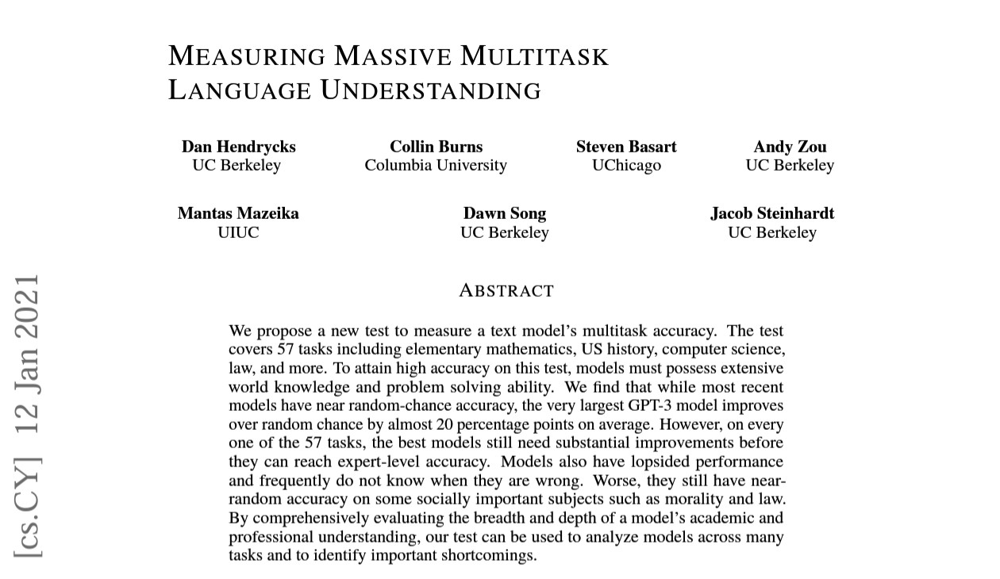 MEASURING MASSIVE MULTITASK
LANGUAGE UNDERSTANDING
Dan Hendrycks Collin Burns Steven Basart Andy Zou
UC Berkeley Columbia University UChicago UC Berkeley
Mantas Mazeika Dawn Song Jacob Steinhardt
UIUC UC Berkeley UC Berkeley
ABSTRACT
We propose a new test to measure a text model's multitask accuracy. The test
covers 57 tasks including elementary mathematics, US history, computer science,
law, and more. To attain high accuracy on this test, models must possess extensive
world knowledge and problem solving ability. We find that while most recent
models have near random-chance accuracy, the very largest GPT-3 model improves
over random chance by almost 20 percentage points on average. However, on every
one of the 57 tasks, the best models still need substantial improvements before
they can reach expert-level accuracy. Models also have lopsided performance
and frequently do not know when they are wrong. Worse, they still have near-
random accuracy on some socially important subjects such as morality and law.
By comprehensively evaluating the breadth and depth of a model's academic and
professional understanding, our test can be used to analyze models across many
tasks and to identify important shortcomings.
[cs.CY] 12 Jan 2021